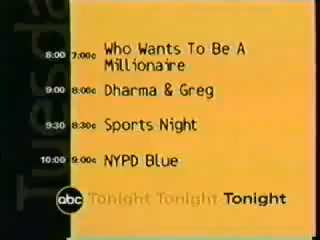 Tuesday
8:00 7:00c Who Wants To Be A
Millionaire
9:00 8:00c Dharma & Greg
9:30 8:30c Sports Night
10:00 9:00c NYPD Blue
abc Tonight Tonight Tonight